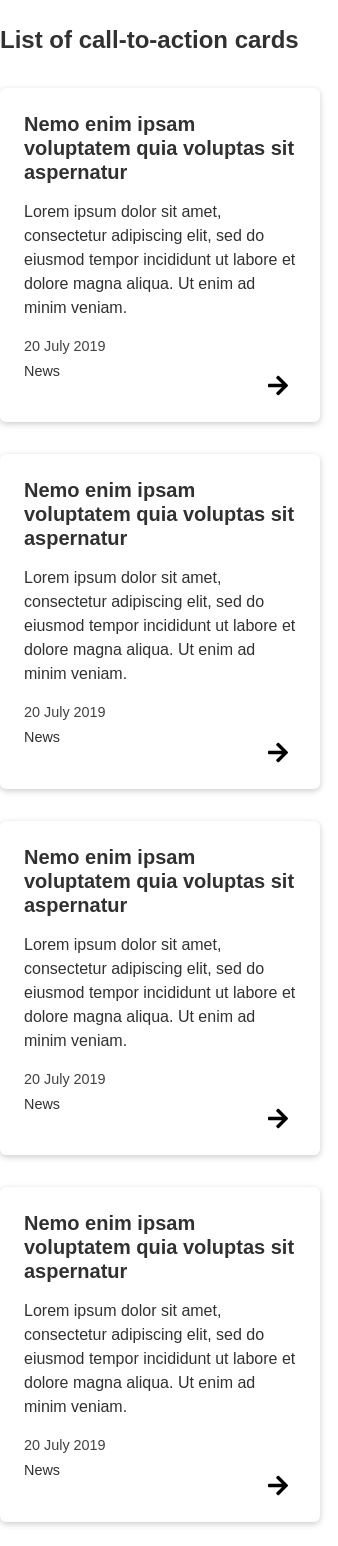 List of call-to-action cards
Nemo enim ipsam
voluptatem quia voluptas sit
aspernatur
Lorem ipsum dolor sit amet,
consectetur adipiscing elit, sed do
eiusmod tempor incididunt ut labore et
dolore magna aliqua. Ut enim ad
minim veniam.
20 July 2019
News
Nemo enim ipsam
voluptatem quia voluptas sit
aspernatur
Lorem ipsum dolor sit amet,
consectetur adipiscing elit, sed do
eiusmod tempor incididunt ut labore et
dolore magna aliqua. Ut enim ad
minim veniam.
20 July 2019
News
Nemo enim ipsam
voluptatem quia voluptas sit
aspernatur
Lorem ipsum dolor sit amet,
consectetur adipiscing elit, sed do
eiusmod tempor incididunt ut labore et
dolore magna aliqua. Ut enim ad
minim veniam.
20 July 2019
News
Nemo enim ipsam
voluptatem quia voluptas sit
aspernatur
Lorem ipsum dolor sit amet,
consectetur adipiscing elit, sed do
eiusmod tempor incididunt ut labore et
dolore magna aliqua. Ut enim ad
minim veniam.
20 July 2019
News